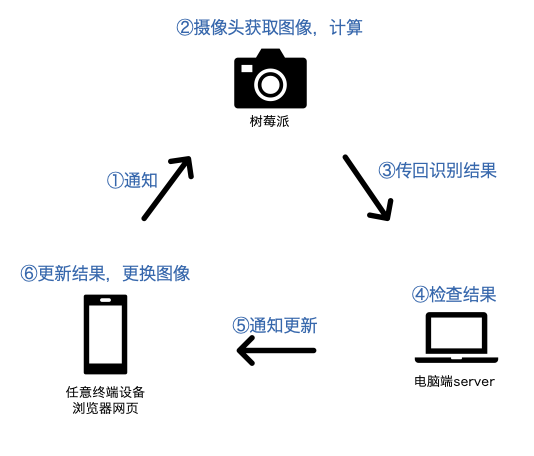 ②摄像头获取图像，计算
树莓派
①通知
③传回识别结果
⑥更新结果，更换图像
④检查结果
⑤通知更新
电脑端server
任意终端设备
浏览器网页